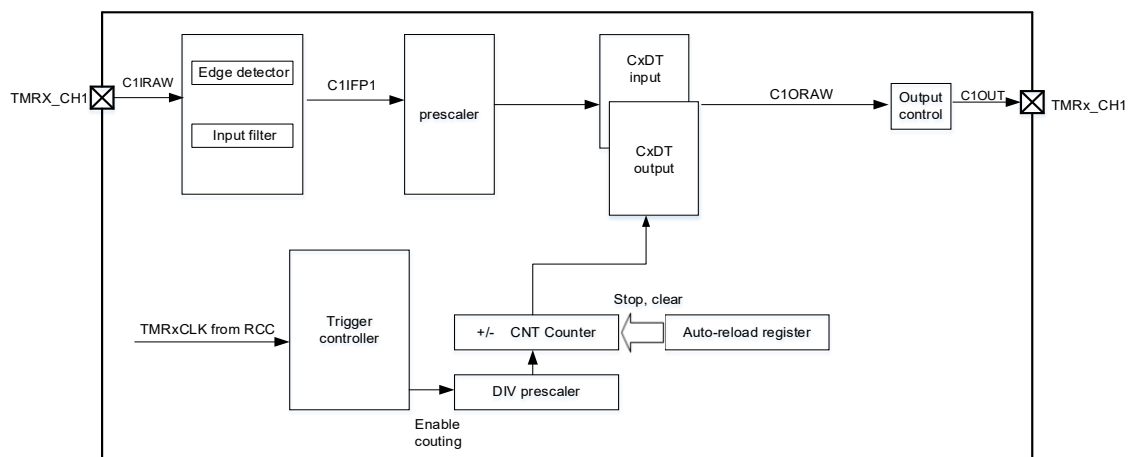 TMRX_CH1
C1IRAW
Edge detector
Input filter
C1IFP1
prescaler
CxDT
input
CxDT
output
C1ORAW
Output
control
C1OUT
TMRx_CH1
TMRxCLK from RCC
Trigger
controller
Enable
couting
+/- CNT Counter
DIV prescaler
Stop, clear
Auto-reload register